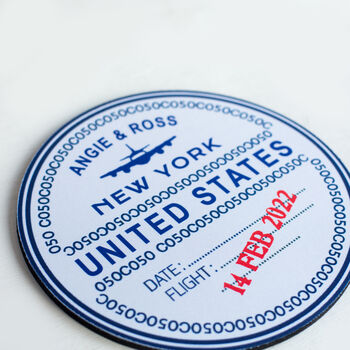 ANGIE & ROSS
NEW YORK
UNITED STATES
DATE:
14 FEB 2022
FLIGHT: